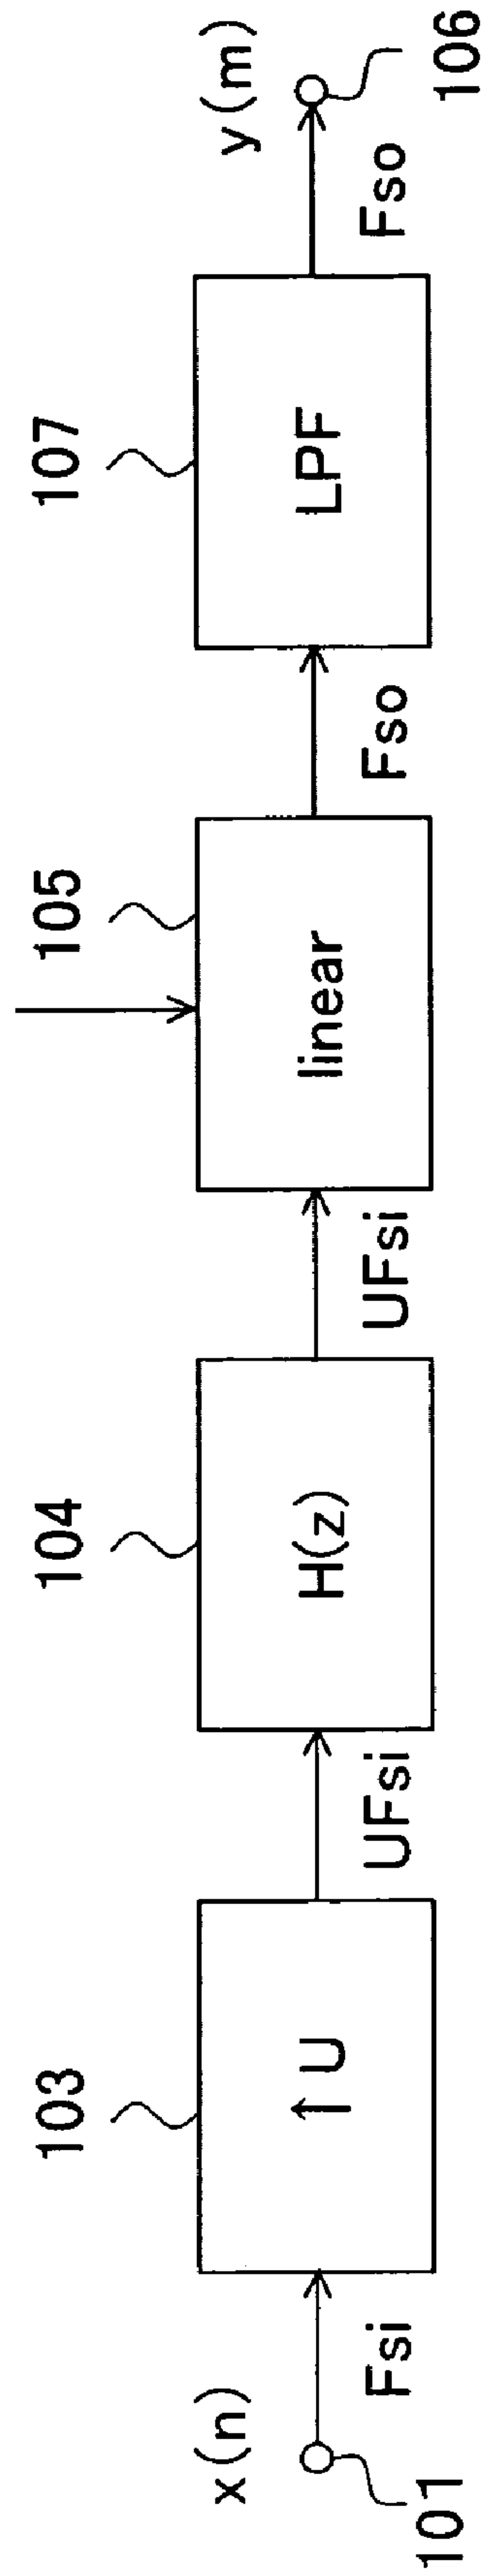 x(n)
101
Fsi
103
↑U
UFsi
104
H(z)
UFsi
105
linear
Fso
107
LPF
Fso
y(m)
106